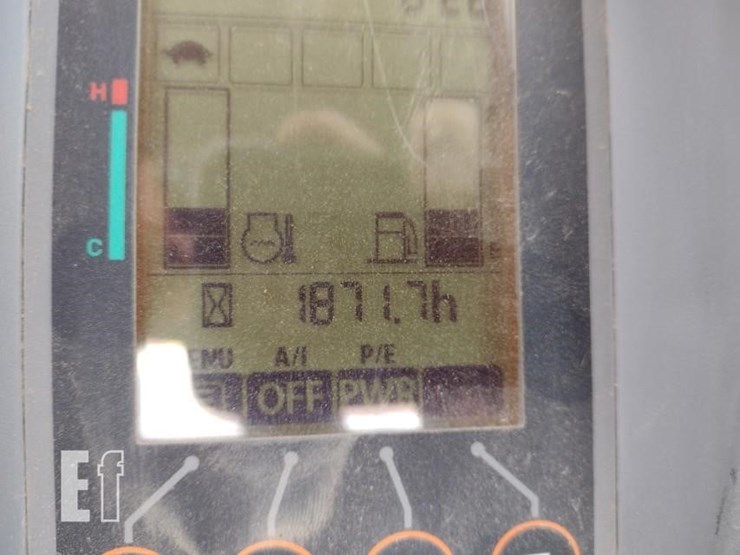 H
C
1871.7h
A/I P/E
OFF PWR
Ef